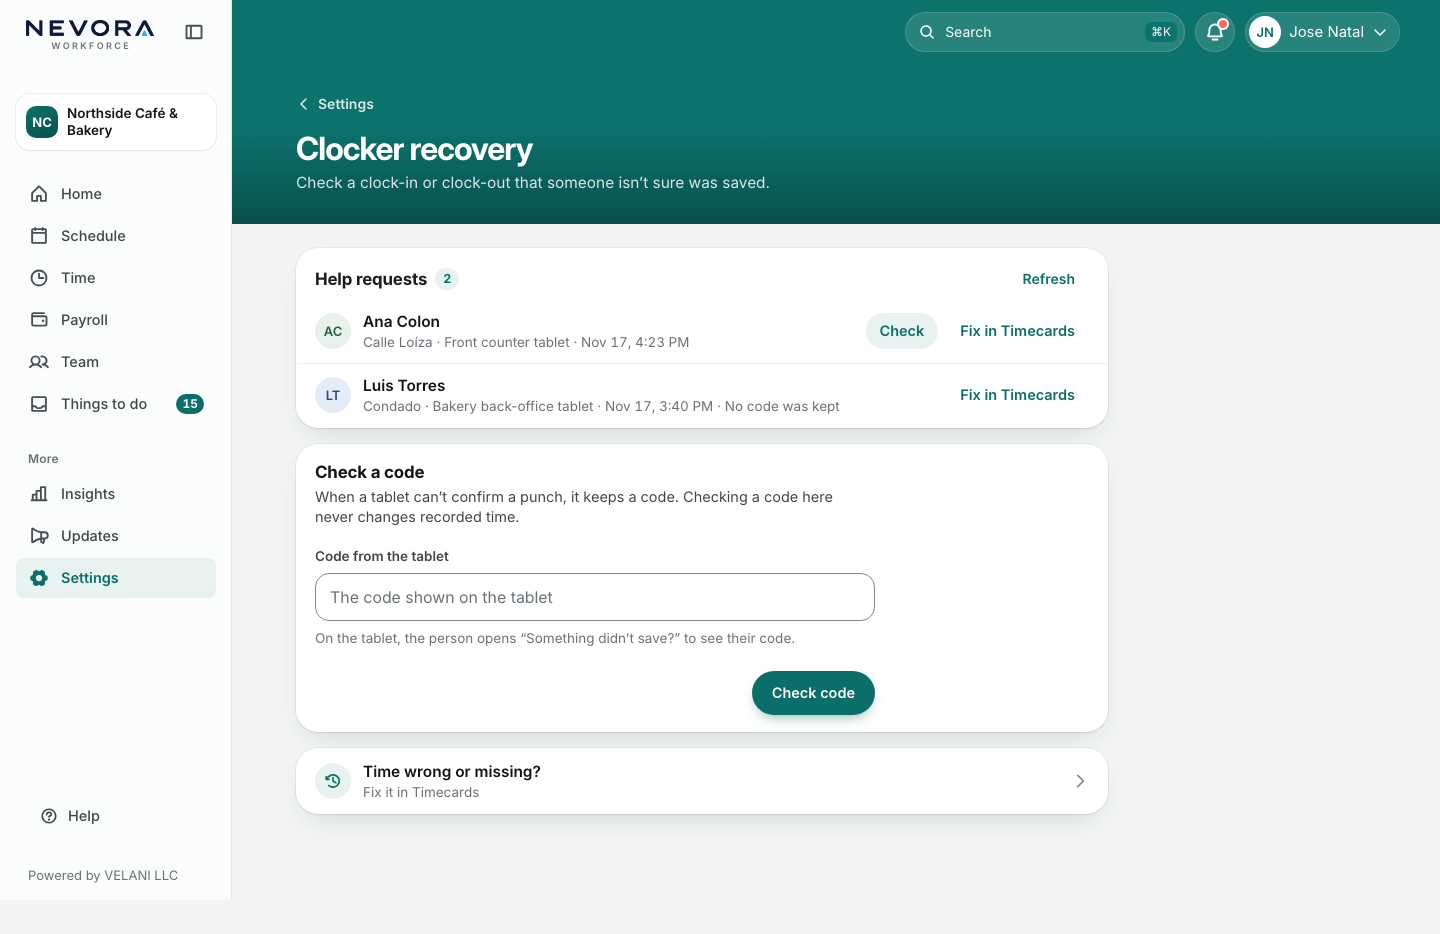 NEVORA
WORKFORCE
Search
⌘K
JN
Jose Natal
NC
Northside Café &
Bakery
Home
Schedule
Time
Payroll
Team
Things to do
15
More
Insights
Updates
Settings
Help
Powered by VELANI LLC
Settings
Clocker recovery
Check a clock-in or clock-out that someone isn’t sure was saved.
Help requests
2
Refresh
AC
Ana Colon
Calle Loíza · Front counter tablet · Nov 17, 4:23 PM
Check
Fix in Timecards
LT
Luis Torres
Condado · Bakery back-office tablet · Nov 17, 3:40 PM · No code was kept
Fix in Timecards
Check a code
When a tablet can’t confirm a punch, it keeps a code. Checking a code here
never changes recorded time.
Code from the tablet
The code shown on the tablet
On the tablet, the person opens “Something didn’t save?” to see their code.
Check code
Time wrong or missing?
Fix it in Timecards